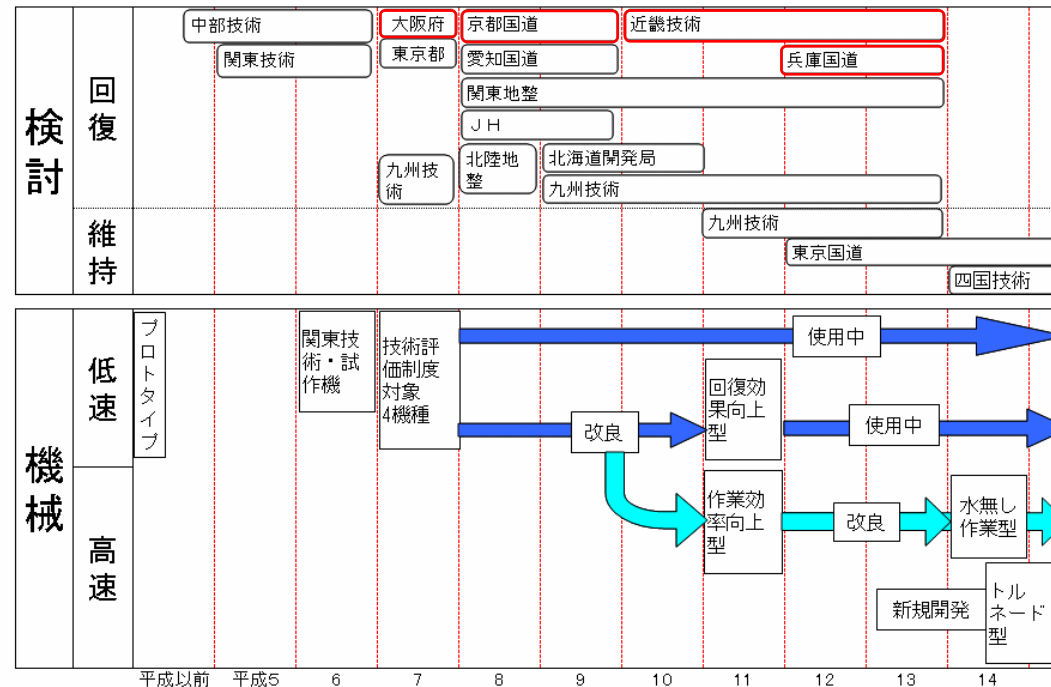 検討
回復
中部技術
大阪府
京都国道
近畿技術
関東技術
東京都
愛知国道
兵庫国道
関東地整
JH
九州技
術
北陸地
整
北海道開発局
九州技術
維持
九州技術
東京国道
四国技術
機械
低速
プロトタイプ
関東技
術・試
作機
技術評
価制度
対象
4機種
使用中
改良
回復効
果向上
型
使用中
高速
作業効
率向上
型
改良
水無し
作業型
新規開発
トル
ネード
型
平成以前
平成5
6
7
8
9
10
11
12
13
14